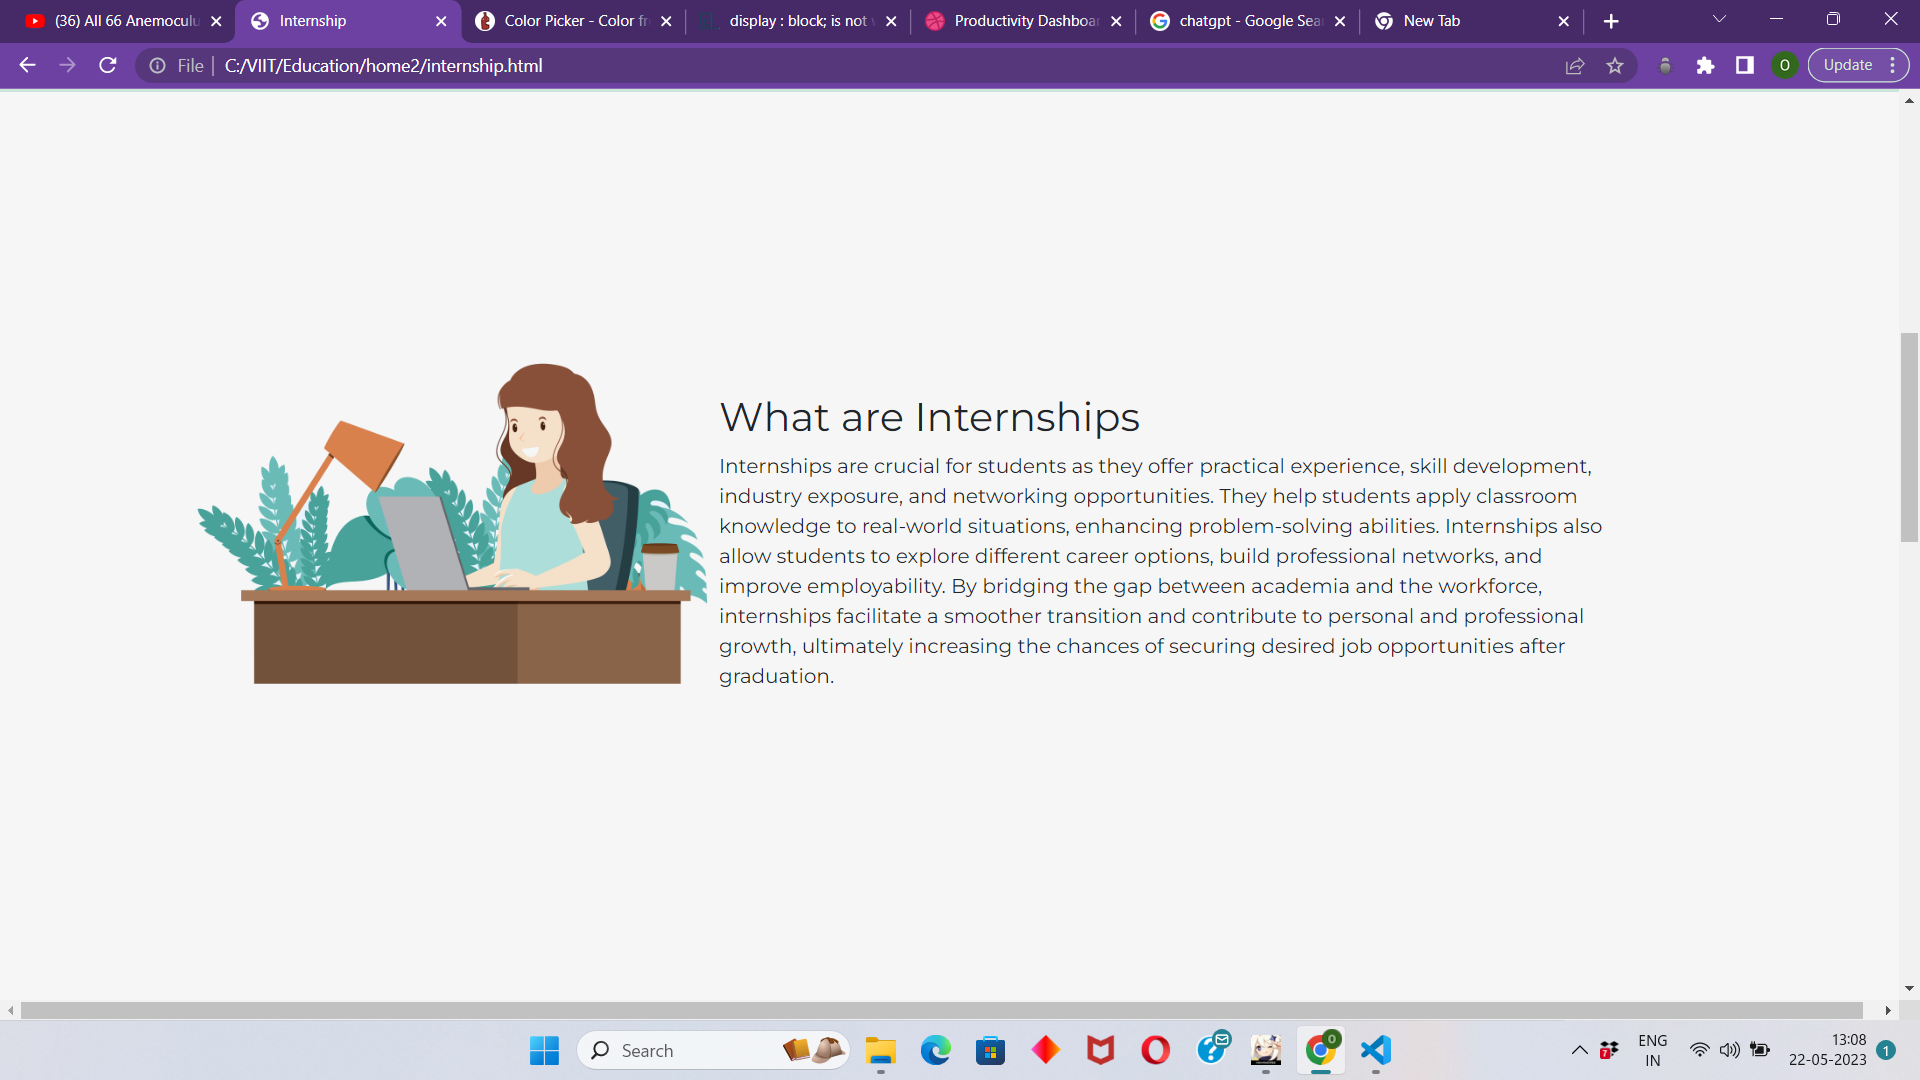 (36) All 66 Anemoculu
Internship
Color Picker - Color fr
display : block; is not v
Productivity Dashboar
chatgpt - Google Sear
New Tab
File
C:/VIIT/Education/home2/internship.html
O
Update
What are Internships
Internships are crucial for students as they offer practical experience, skill development,
industry exposure, and networking opportunities. They help students apply classroom
knowledge to real-world situations, enhancing problem-solving abilities. Internships also
allow students to explore different career options, build professional networks, and
improve employability. By bridging the gap between academia and the workforce,
internships facilitate a smoother transition and contribute to personal and professional
growth, ultimately increasing the chances of securing desired job opportunities after
graduation.
Search
O
7
ENG
IN
13:08
22-05-2023
1